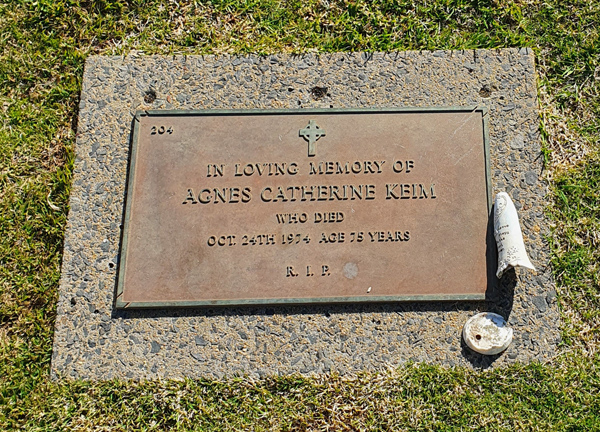 204
IN LOVING MEMORY OF
AGNES CATHERINE KEIM
WHO DIED
OCT. 24TH 1974 AGE 75 YEARS
R. I. P.